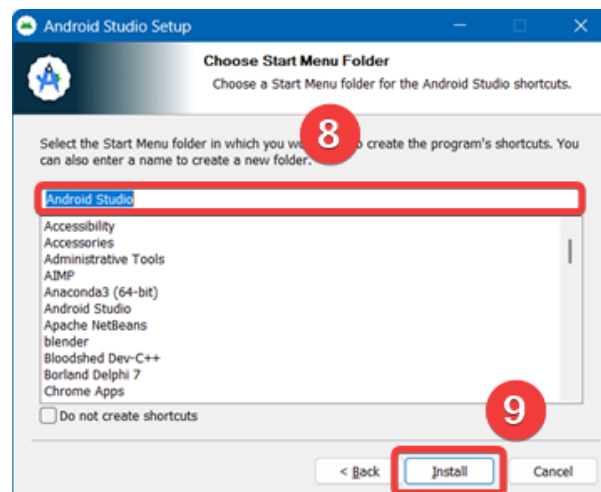 Android Studio Setup
Choose Start Menu Folder
Choose a Start Menu folder for the Android Studio shortcuts.
8
Select the Start Menu folder in which you create the program's shortcuts. You
can also enter a name to create a new folder.
Android Studio
Accessibility
Accessories
Administrative Tools
AIMP
Anaconda3 (64-bit)
Android Studio
Apache NetBeans
blender
Bloodshed Dev-C++
Borland Delphi 7
Chrome Apps
Do not create shortcuts
9
< Back
Install
Cancel